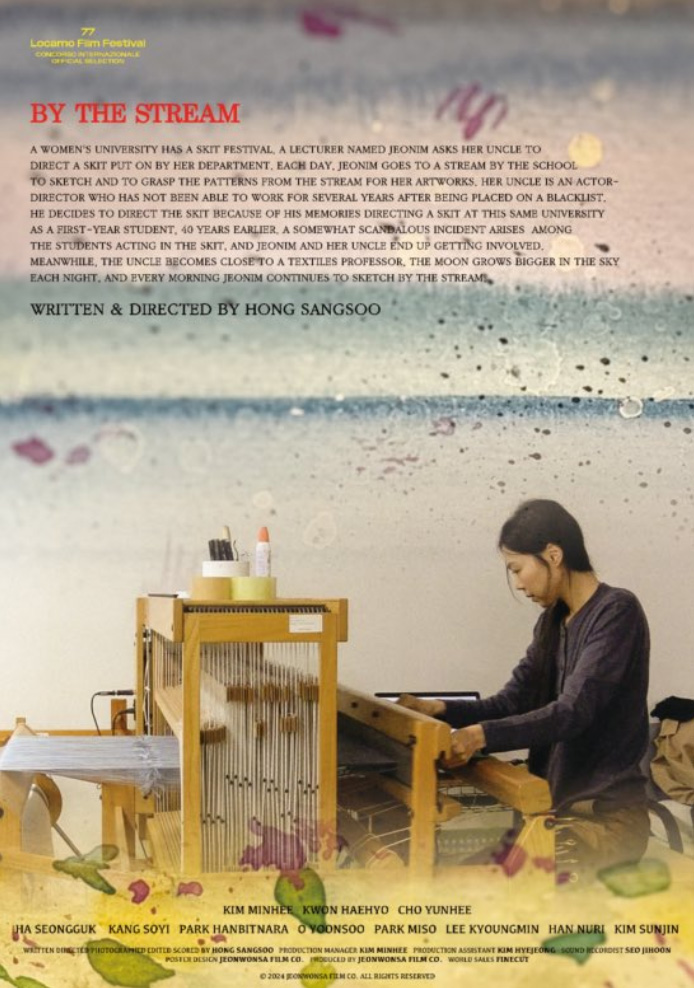 77
Locarno Film Festival
CONCORSO INTERNAZIONALE
OFFICIAL SELECTION
BY THE STREAM
A WOMEN'S UNIVERSITY HAS A SKIT FESTIVAL. A LECTURER NAMED JEONIM ASKS HER UNCLE TO
DIRECT A SKIT PUT ON BY HER DEPARTMENT. EACH DAY, JEONIM GOES TO A STREAM BY THE SCHOOL
TO SKETCH AND TO GRASP THE PATTERNS FROM THE STREAM FOR HER ARTWORKS. HER UNCLE IS AN ACTOR-
DIRECTOR WHO HAS NOT BEEN ABLE TO WORK FOR SEVERAL YEARS AFTER BEING PLACED ON A BLACKLIST.
HE DECIDES TO DIRECT THE SKIT BECAUSE OF HIS MEMORIES DIRECTING A SKIT AT THIS SAME UNIVERSITY
AS A FIRST-YEAR STUDENT, 40 YEARS EARLIER. A SOMEWHAT SCANDALOUS INCIDENT ARISES AMONG
THE STUDENTS ACTING IN THE SKIT, AND JEONIM AND HER UNCLE END UP GETTING INVOLVED.
MEANWHILE, THE UNCLE BECOMES CLOSE TO A TEXTILES PROFESSOR, THE MOON GROWS BIGGER IN THE SKY
EACH NIGHT, AND EVERY MORNING JEONIM CONTINUES TO SKETCH BY THE STREAM.
WRITTEN & DIRECTED BY HONG SANGSOO
KIM MINHEE KWON HAEHYO CHO YUNHEE
HA SEONGGUK KANG SOYI PARK HANBITNARA O YOONSOO PARK MISO LEE KYOUNGMIN HAN NURI KIM SUNJIN
WRITTEN DIRECTED PHOTOGRAPHED EDITED SCORED BY HONG SANGSOO PRODUCTION MANAGER KIM MINHEE PRODUCTION ASSISTANT KIM HYEJEONG SOUND RECORDIST SEO JIHOON
POSTER DESIGN JEONWONSA FILM CO. PRODUCED BY JEONWONSA FILM CO. WORLD SALES FINECUT
© 2024 JEONWONSA FILM CO. ALL RIGHTS RESERVED